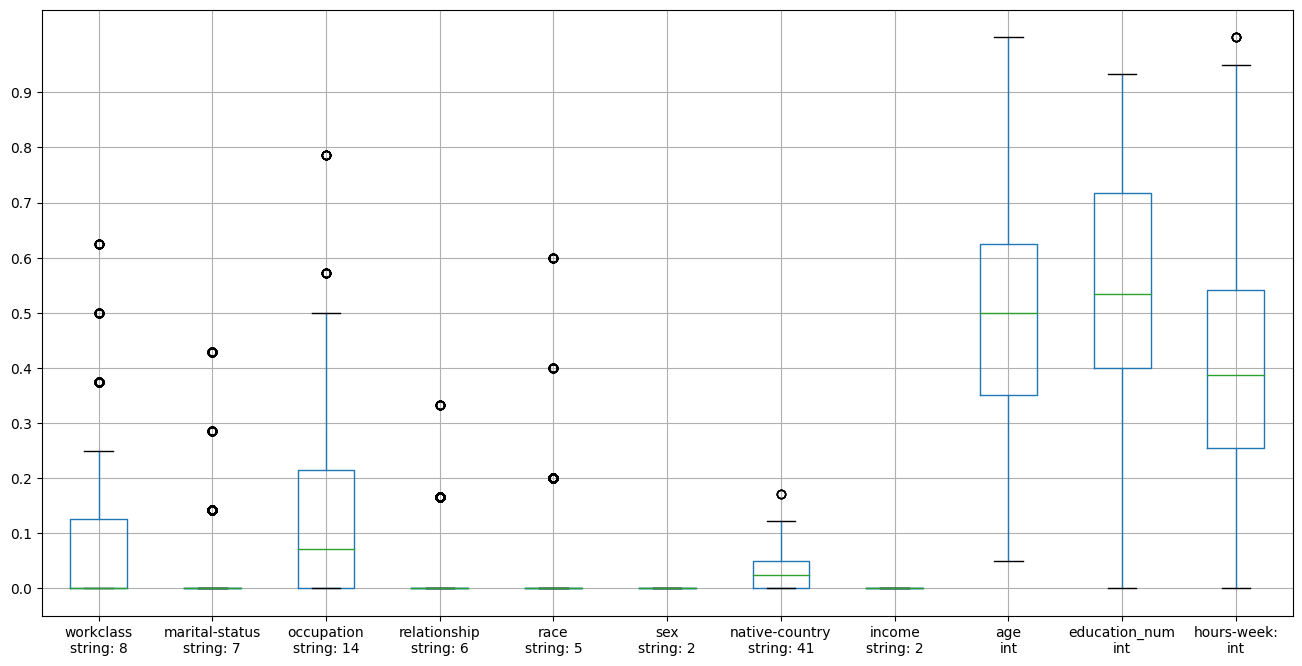 0.9
0.8
0.7
0.6
0.5
0.4
0.3
0.2
0.1
0.0
workclass
string: 8
marital-status
string: 7
occupation
string: 14
relationship
string: 6
race
string: 5
sex
string: 2
native-country
string: 41
income
string: 2
age
int
education_num
int
hours-week:
int